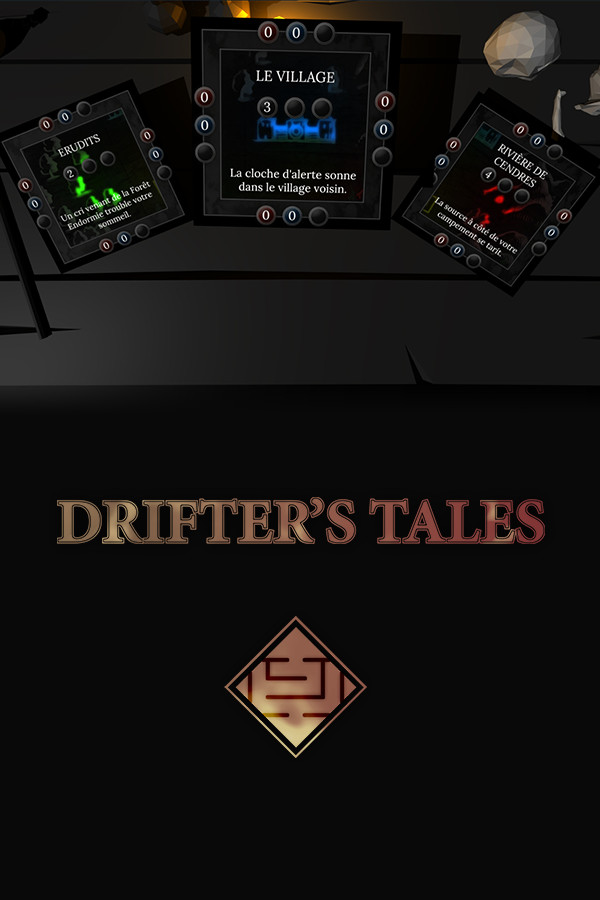 0 0
LE VILLAGE
0
0
3
0
0
La cloche d'alerte sonne
dans le village voisin.
0 0
0 0
ERUDITS
0
0
2
0
0
Un cri venant de la Forêt
Endormie trouble votre
sommeil.
0 0
0 0
RIVIÈRE DE
CENDRES
0
0
4
0
0
La source à côté de votre
campement se tarit.
0 0
DRIFTER'S TALES